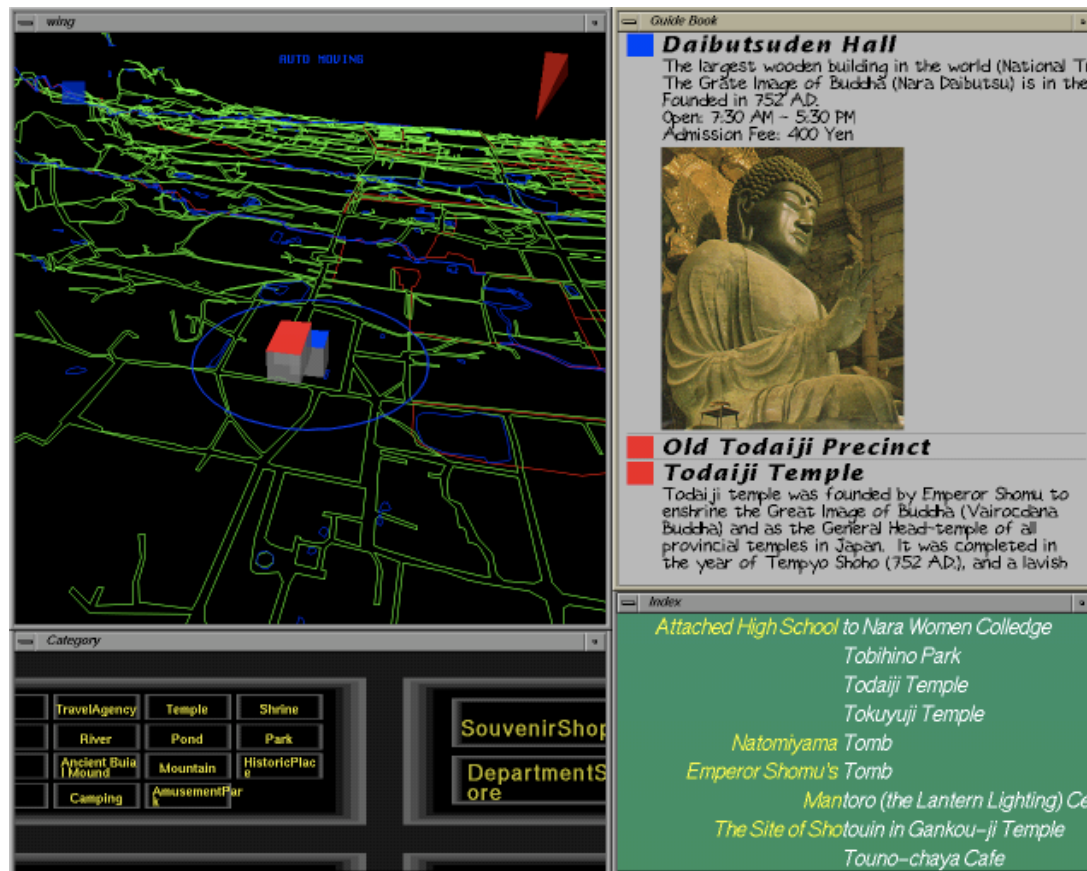 wing
AUTO MOVING
Guide Book
Daibutsuden Hall
The largest wooden building in the world (National Tr
The Grate Image of Buddha (Nara Daibutsu) is in the
Founded in 752 A.D.
Open: 7:30 AM - 5:30 PM
Admission Fee: 400 Yen
Old Todaiji Precinct
Todaiji Temple
Todaiji temple was founded by Emperor Shomu to
enshrine the Great Image of Buddha (Vairocdana
Buddha) and as the General Head-temple of all
provincial temples in Japan. It was completed in
the year of Tempyo Shoho (752 A.D.), and a lavish
Category
TravelAgency
Temple
Shrine
River
Pond
Park
Ancient Buia
l Mound
Mountain
HistoricPlac
e
Camping
AmusementPar
k
SouvenirShop
DepartmentS
ore
Index
Attached High School to Nara Women Colledge
Tobihino Park
Todaiji Temple
Tokuyuji Temple
Natomiyama Tomb
Emperor Shomu's Tomb
Mantoro (the Lantern Lighting) Ce
The Site of Shotouin in Gankou-ji Temple
Touno-chaya Cafe